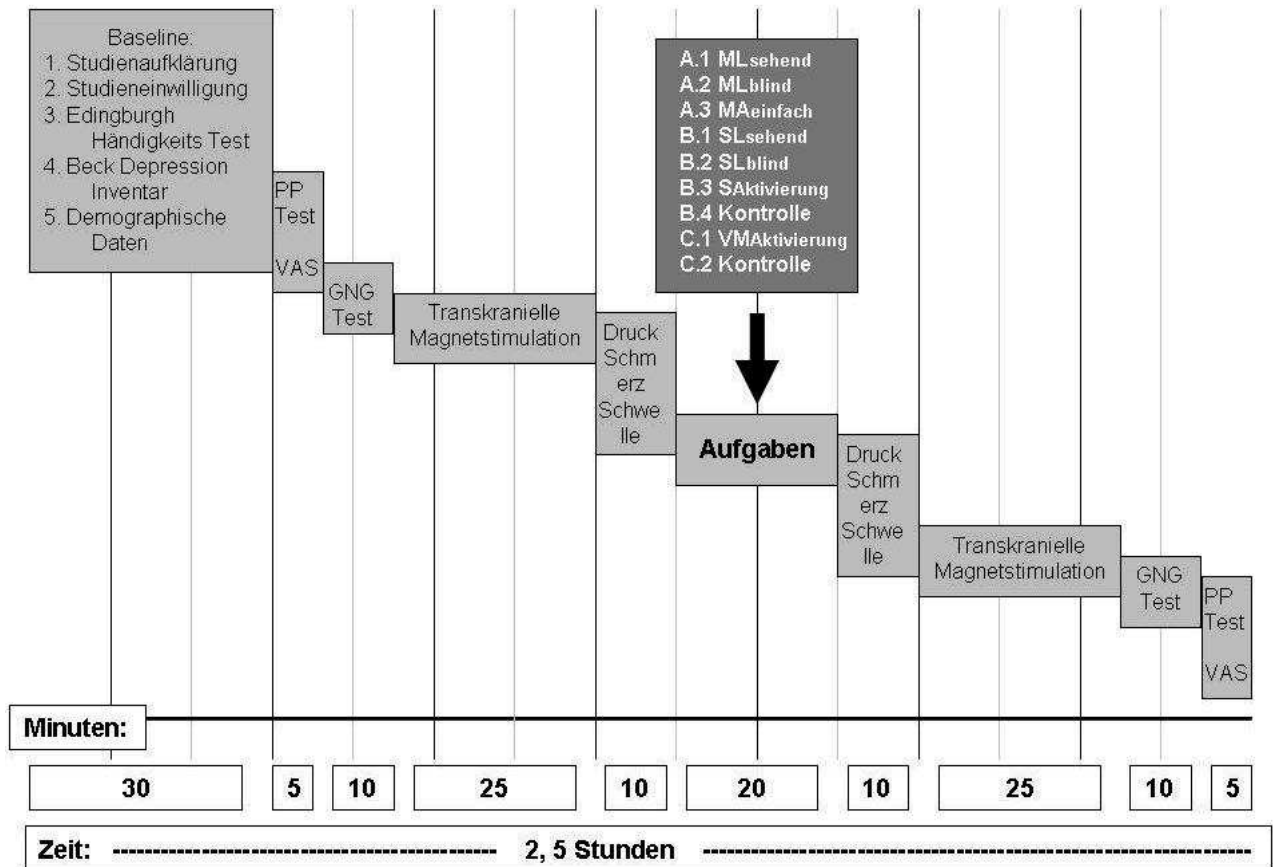 Baseline:
1. Studienaufklärung
2. Studieneinwilligung
3. Edingburgh
Händigkeits Test
4. Beck Depression
Inventar
5. Demographische
Daten
PP
Test
VAS
GNG
Test
Transkranielle
Magnetstimulation
Druck
Schm
erz
Schwe
lle
A.1 MLsehend
A.2 MLblind
A.3 MAeinfach
B.1 SLsehend
B.2 SLblind
B.3 SAktivierung
B.4 Kontrolle
C.1 VMAktivierung
C.2 Kontrolle
Aufgaben
Druck
Schm
erz
Schwe
lle
Transkranielle
Magnetstimulation
GNG
Test
PP
Test
VAS
Minuten:
30 5 10 25 10 20 10 25 10 5
Zeit: ---------------------------------------- 2, 5 Stunden ----------------------------------------